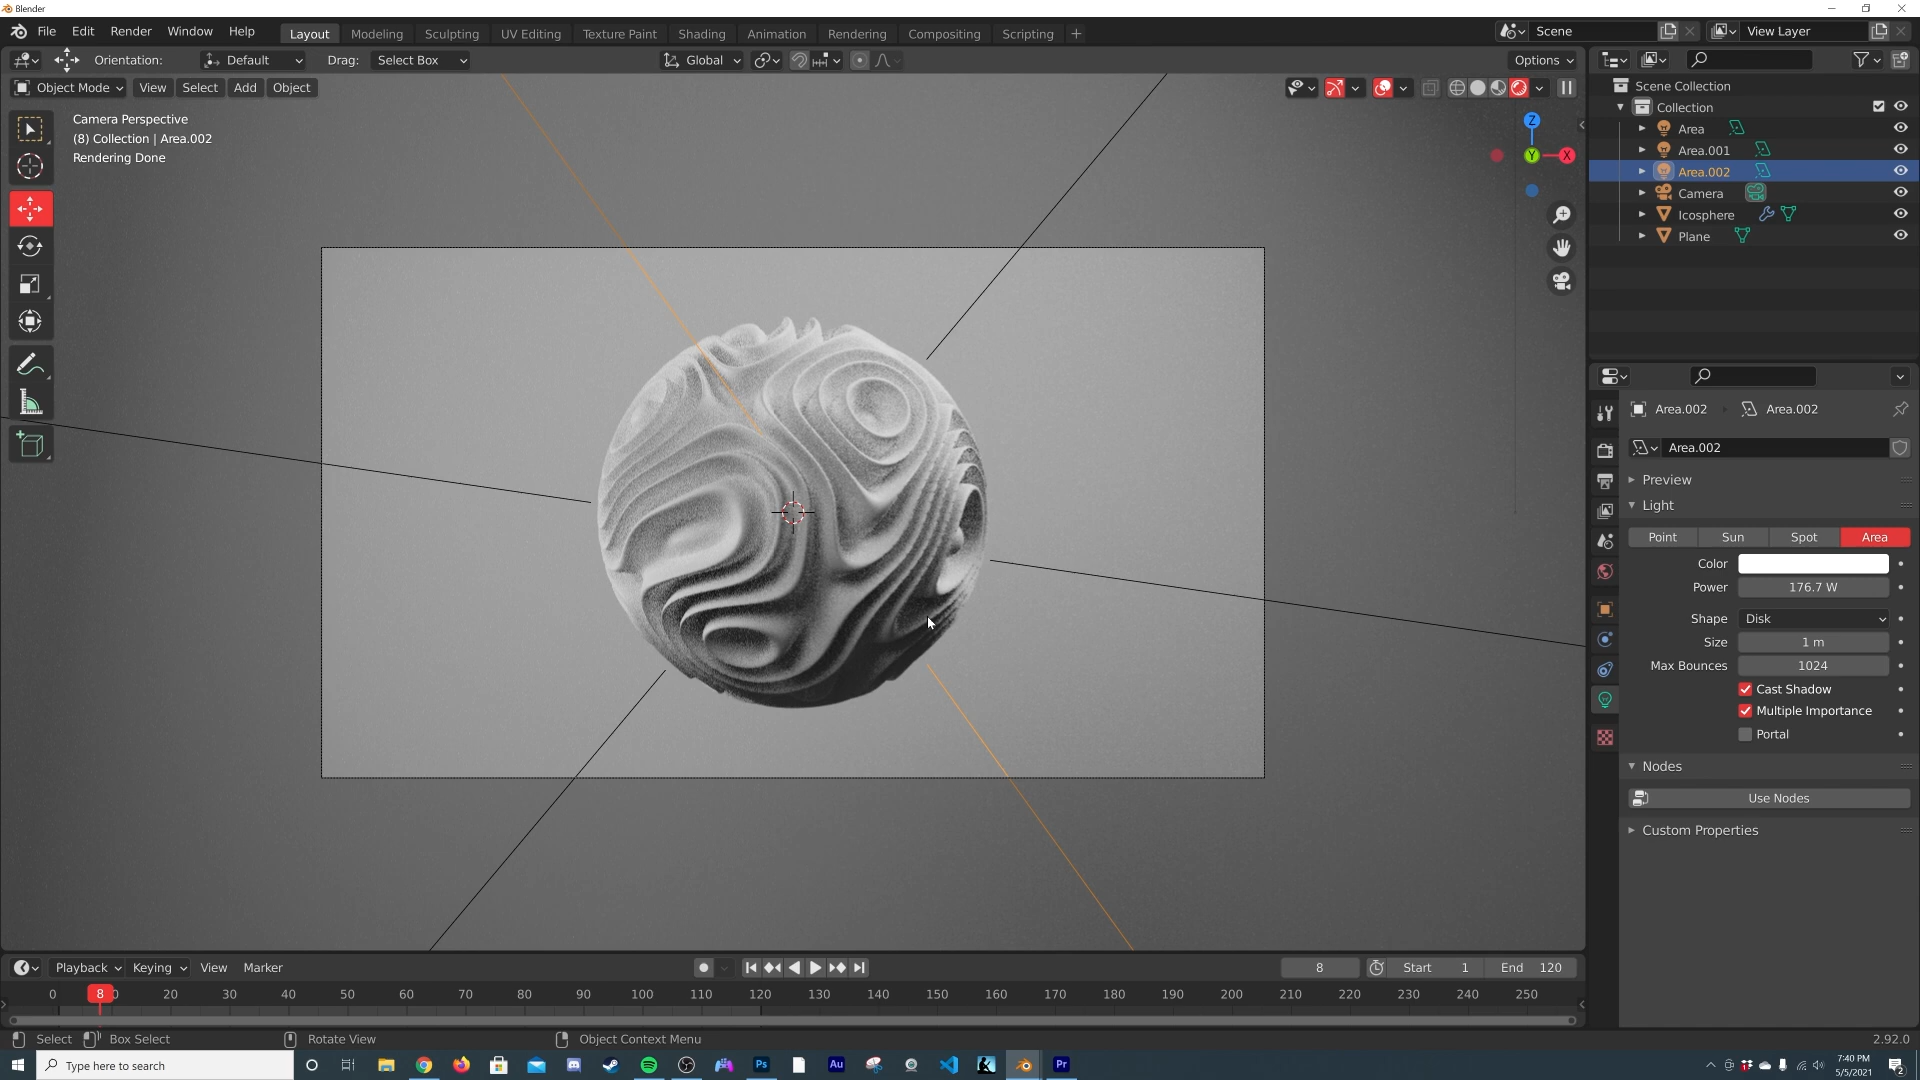 Blender
File Edit Render Window Help
Layout Modeling Sculpting UV Editing Texture Paint Shading Animation Rendering Compositing Scripting +
Scene
View Layer
Orientation: Default Drag: Select Box
Global
Options
Object Mode View Select Add Object
Camera Perspective
(8) Collection | Area.002
Rendering Done
Z
Y
X
Scene Collection
Collection
Area
Area.001
Area.002
Camera
Icosphere
Plane
Area.002 Area.002
Area.002
Preview
Light
Point Sun Spot Area
Color
Power 176.7 W
Shape Disk
Size 1 m
Max Bounces 1024
Cast Shadow
Multiple Importance
Portal
Nodes
Use Nodes
Custom Properties
Playback Keying View Marker
8 Start 1 End 120
0 8 0 20 30 40 50 60 70 80 90 100 110 120 130 140 150 160 170 180 190 200 210 220 230 240 250
Select Box Select Rotate View Object Context Menu 2.92.0
Type here to search
Ps
Au
Pr
7:40 PM
5/5/2021
2